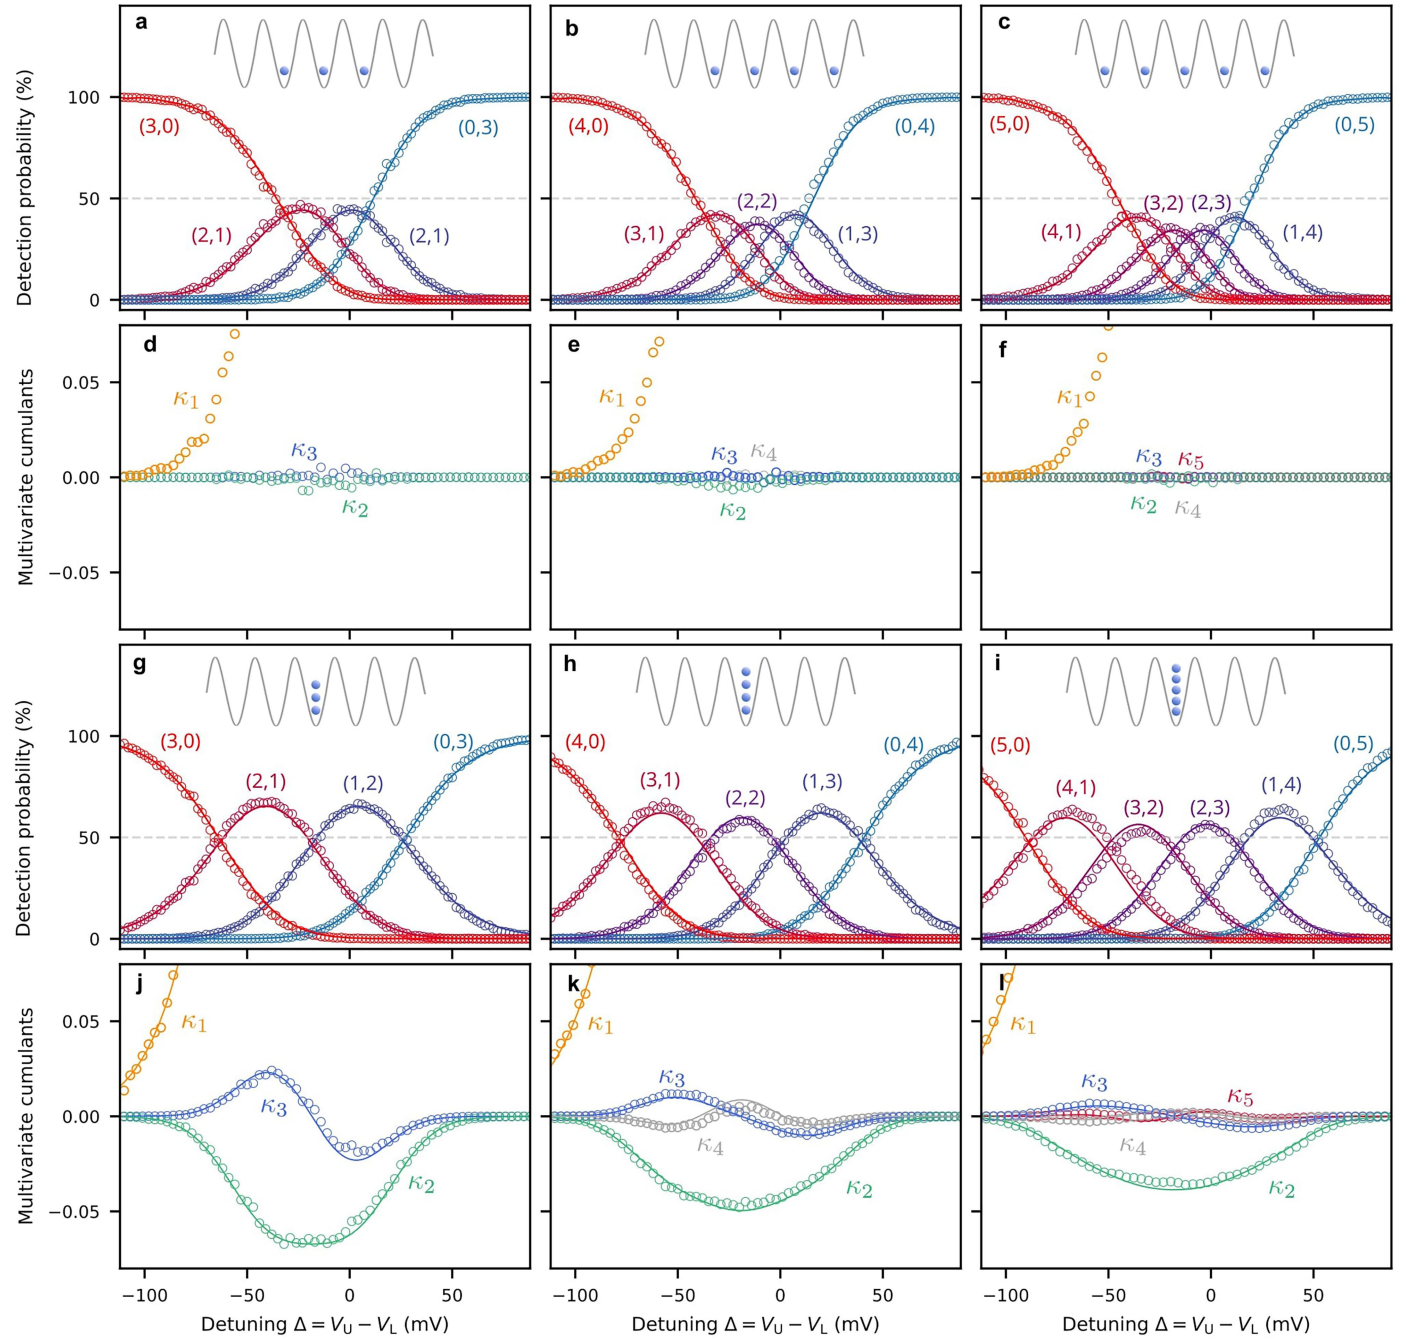 a
b
c
Detection probability (%)
100
50
0
(3,0)
(0,3)
(2,1)
(2,1)
(4,0)
(0,4)
(2,2)
(3,1)
(1,3)
(5,0)
(0,5)
(3,2)
(2,3)
(4,1)
(1,4)
d
e
f
Multivariate cumulants
0.05
0.00
−0.05
κ1
κ3
κ2
κ1
κ3
κ4
κ2
κ1
κ3
κ5
κ2
κ4
g
h
i
Detection probability (%)
100
50
0
(3,0)
(0,3)
(2,1)
(1,2)
(4,0)
(0,4)
(3,1)
(1,3)
(2,2)
(5,0)
(0,5)
(4,1)
(1,4)
(3,2)
(2,3)
j
k
l
Multivariate cumulants
0.05
0.00
−0.05
κ1
κ3
κ2
κ1
κ3
κ4
κ2
κ1
κ3
κ5
κ4
κ2
−100
−50
0
50
−100
−50
0
50
−100
−50
0
50
Detuning Δ = VU − VL (mV)
Detuning Δ = VU − VL (mV)
Detuning Δ = VU − VL (mV)